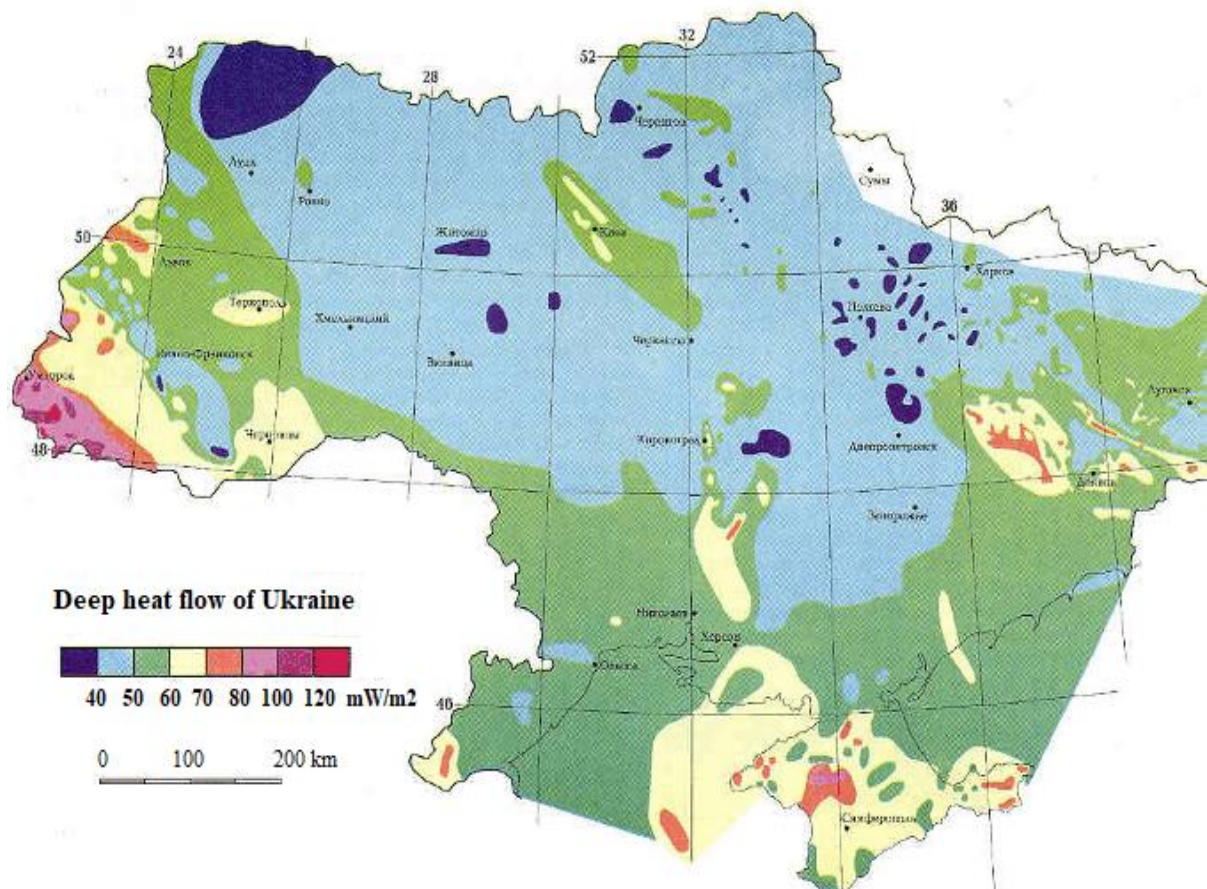 32
24
52
28
Чернигов
Луцк
Сумы
Ровно
36
50
Житомир
Киев
Львов
Харьков
Тернополь
Полтава
Хмельницкий
Черкассы
Винница
Ивано-Франковск
Ужгород
Луганск
Черновцы
Кировоград
Днепропетровск
48
Донецк
Запорожье
Deep heat flow of Ukraine
Николаев
Херсон
Одесса
40 50 60 70 80 100 120 mW/m2
46
0 100 200 km
Симферополь